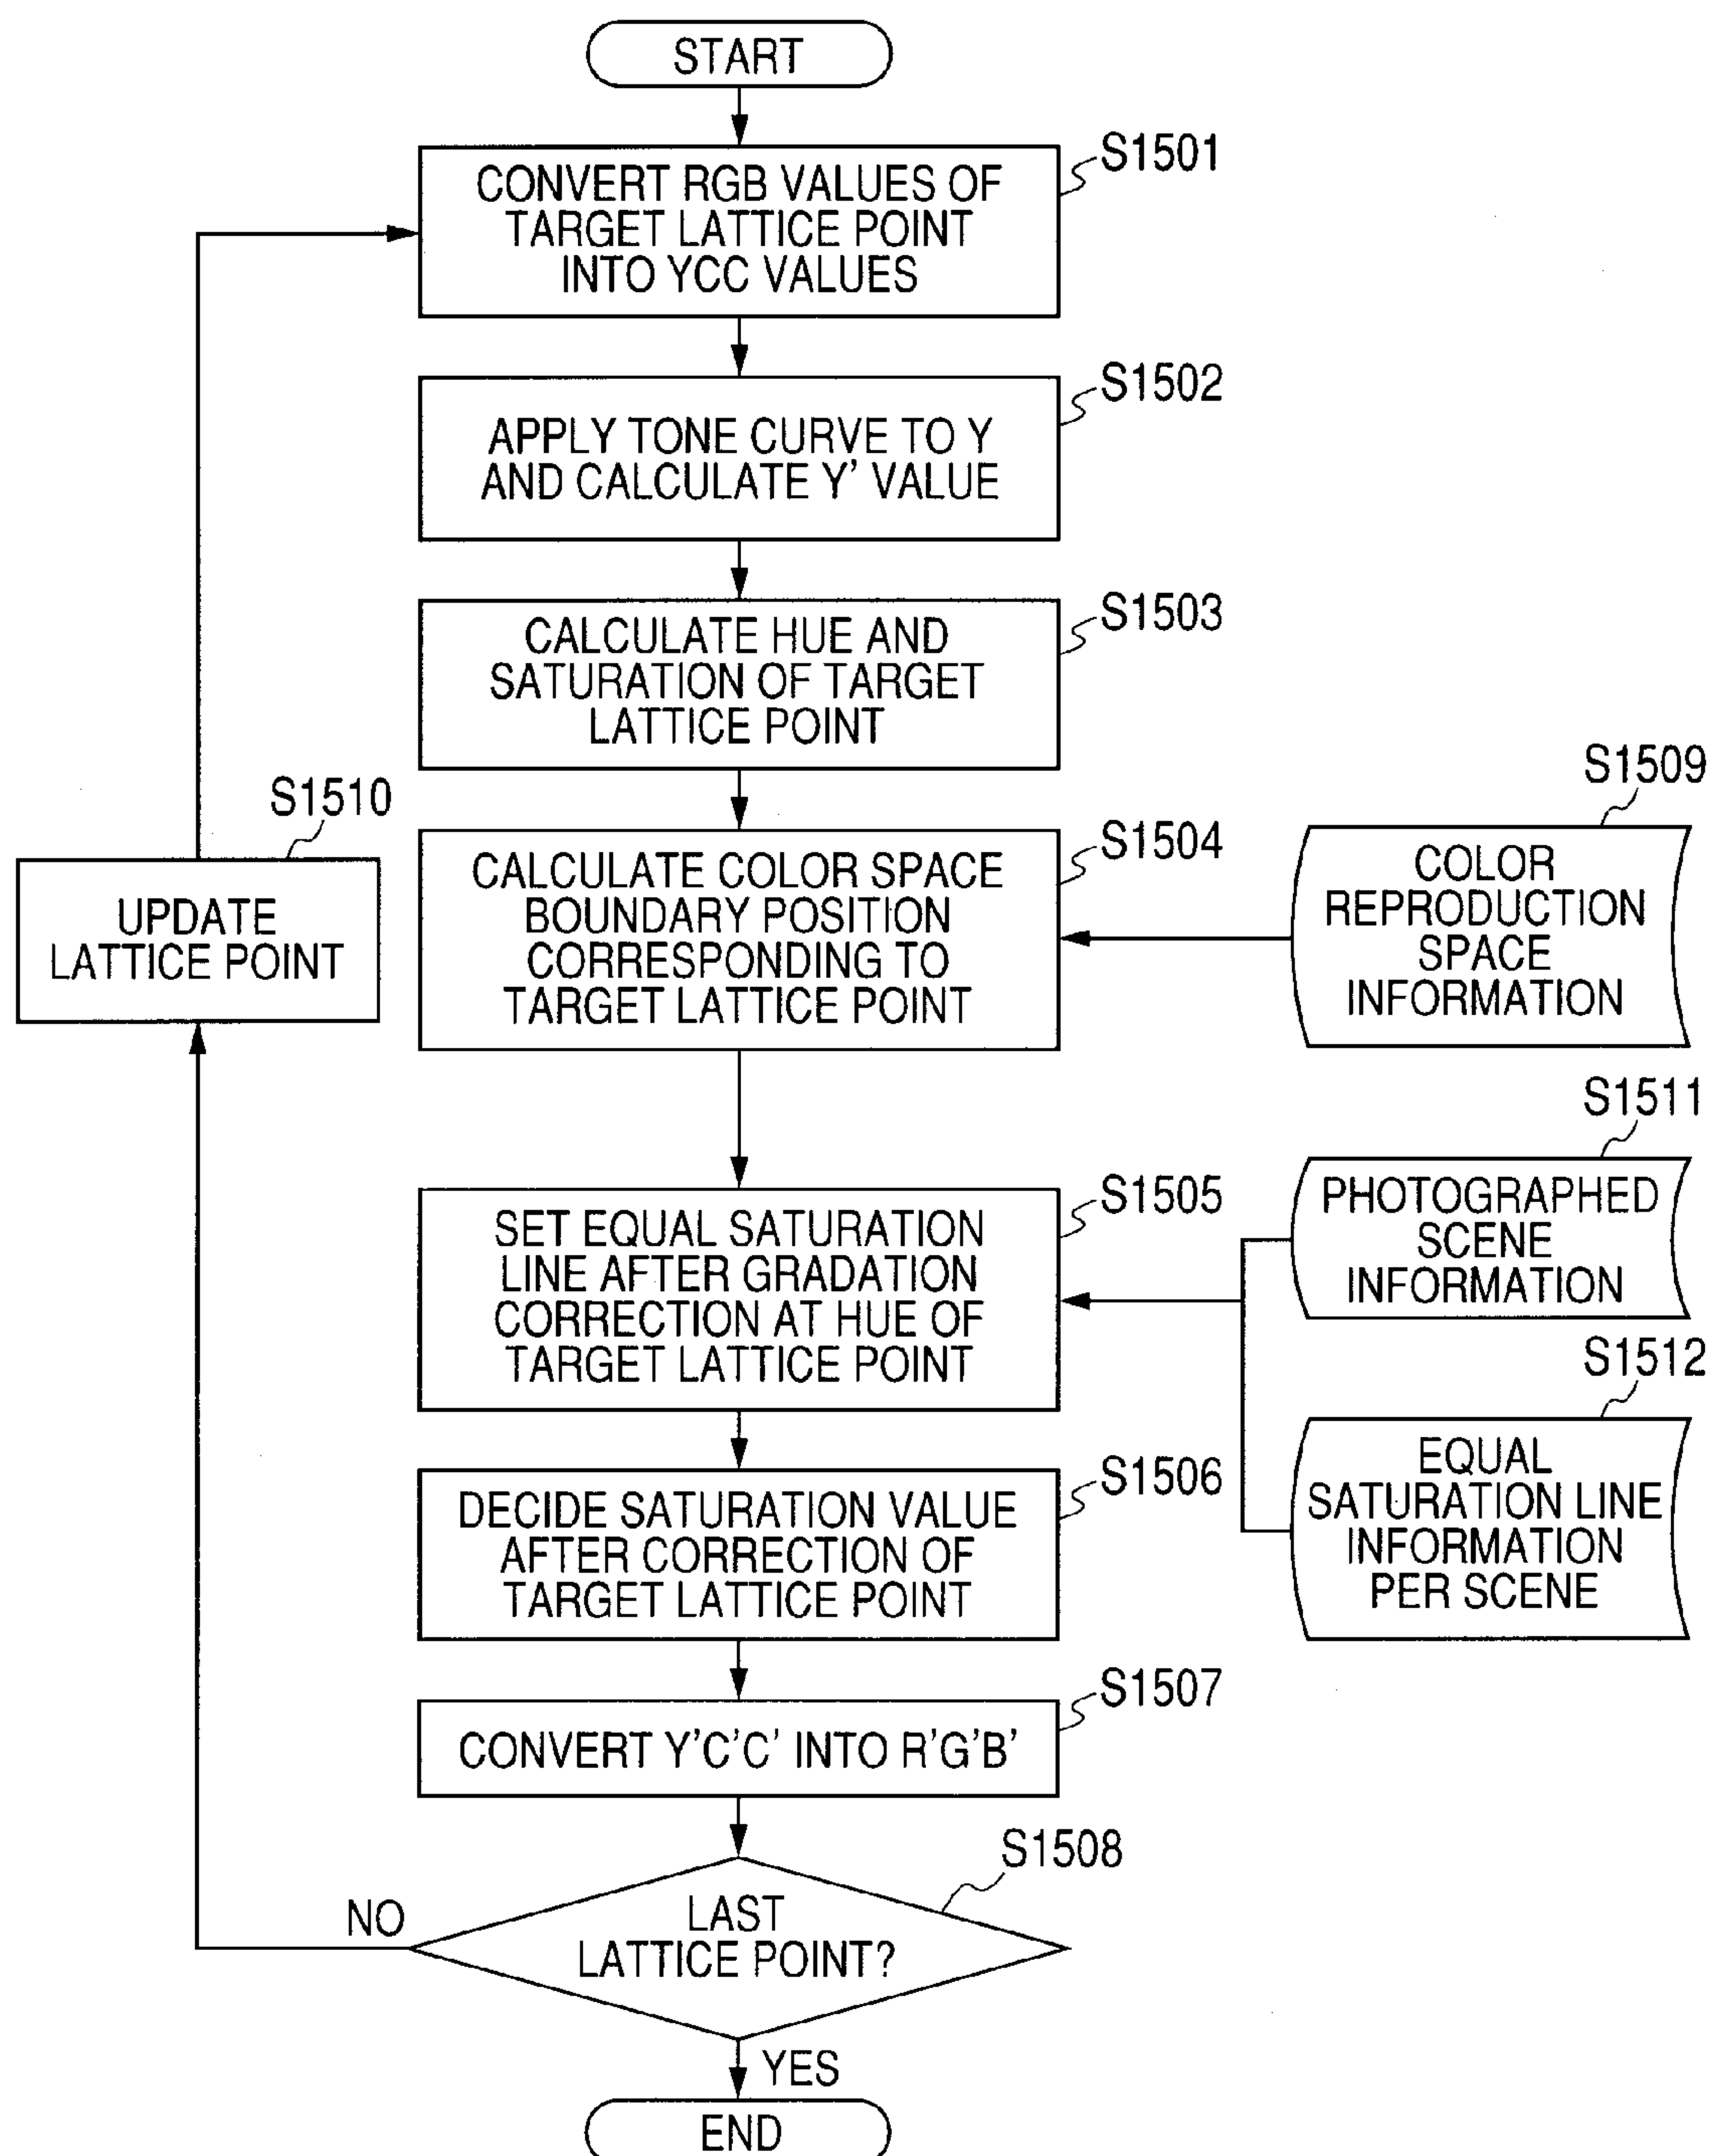 START
S1501
CONVERT RGB VALUES OF
TARGET LATTICE POINT
INTO YCC VALUES
S1502
APPLY TONE CURVE TO Y
AND CALCULATE Y' VALUE
S1503
CALCULATE HUE AND
SATURATION OF TARGET
LATTICE POINT
S1504
CALCULATE COLOR SPACE
BOUNDARY POSITION
CORRESPONDING TO
TARGET LATTICE POINT
S1509
COLOR
REPRODUCTION
SPACE
INFORMATION
S1510
UPDATE
LATTICE POINT
S1505
SET EQUAL SATURATION
LINE AFTER GRADATION
CORRECTION AT HUE OF
TARGET LATTICE POINT
S1511
PHOTOGRAPHED
SCENE
INFORMATION
S1512
EQUAL
SATURATION LINE
INFORMATION
PER SCENE
S1506
DECIDE SATURATION VALUE
AFTER CORRECTION OF
TARGET LATTICE POINT
S1507
CONVERT Y'C'C' INTO R'G'B'
S1508
LAST
LATTICE POINT?
NO
YES
END